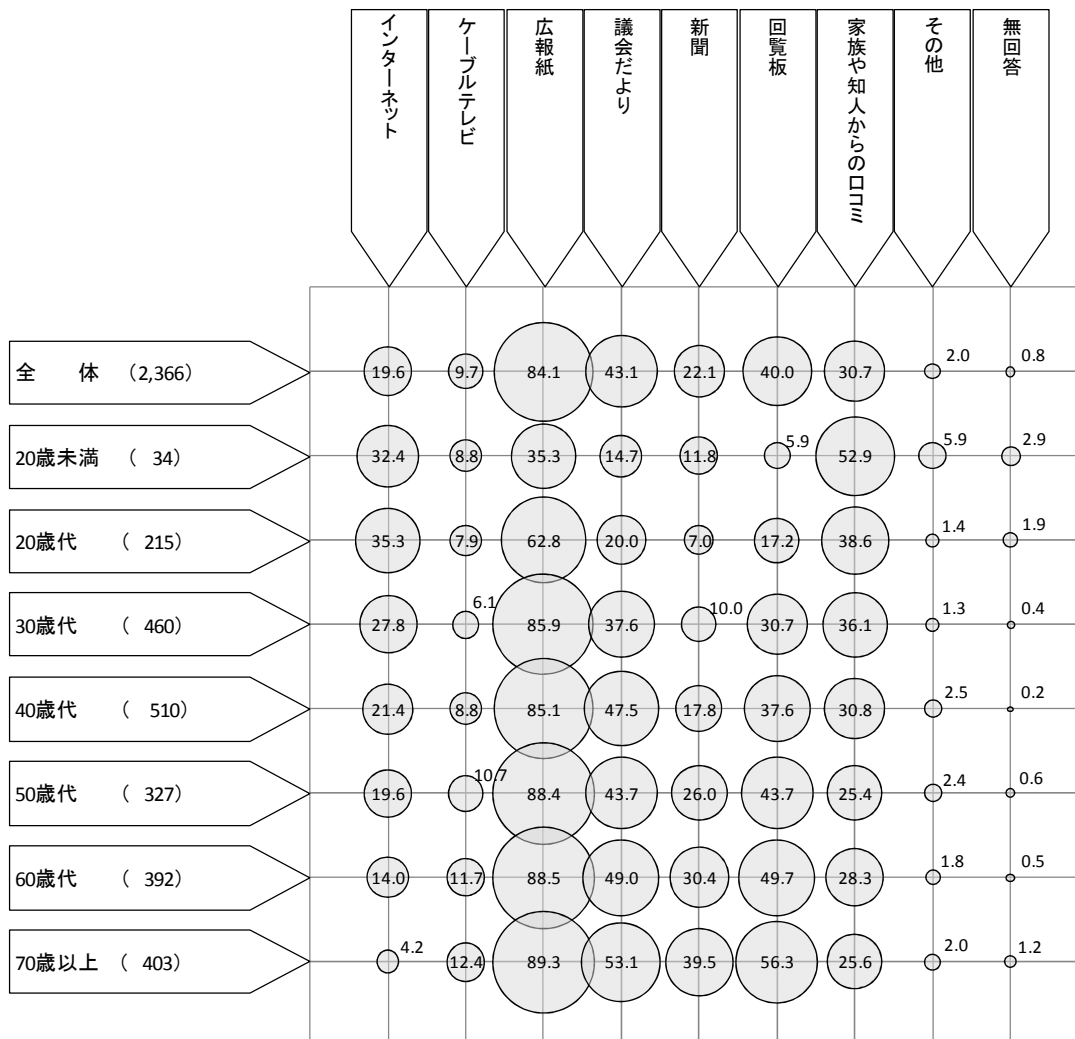 インターネット
ケーブルテレビ
広報紙
議会だより
新聞
回覧板
家族や知人からの口コミ
その他
無回答
全　体　（2,366） 19.6 9.7 84.1 43.1 22.1 40.0 30.7 2.0 0.8
20歳未満　（　34） 32.4 8.8 35.3 14.7 11.8 5.9 52.9 5.9 2.9
20歳代　（　215） 35.3 7.9 62.8 20.0 7.0 17.2 38.6 1.4 1.9
30歳代　（　460） 27.8 6.1 85.9 37.6 10.0 30.7 36.1 1.3 0.4
40歳代　（　510） 21.4 8.8 85.1 47.5 17.8 37.6 30.8 2.5 0.2
50歳代　（　327） 19.6 10.7 88.4 43.7 26.0 43.7 25.4 2.4 0.6
60歳代　（　392） 14.0 11.7 88.5 49.0 30.4 49.7 28.3 1.8 0.5
70歳以上　（　403） 4.2 12.4 89.3 53.1 39.5 56.3 25.6 2.0 1.2